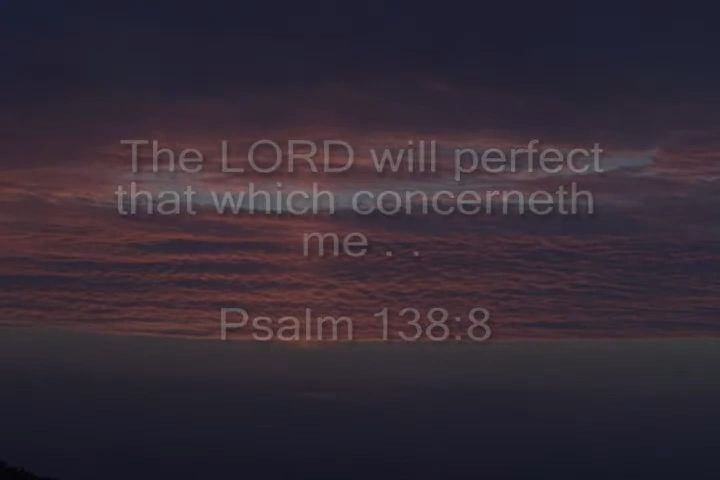 The LORD will perfect
that which concerneth
me . .
Psalm 138:8